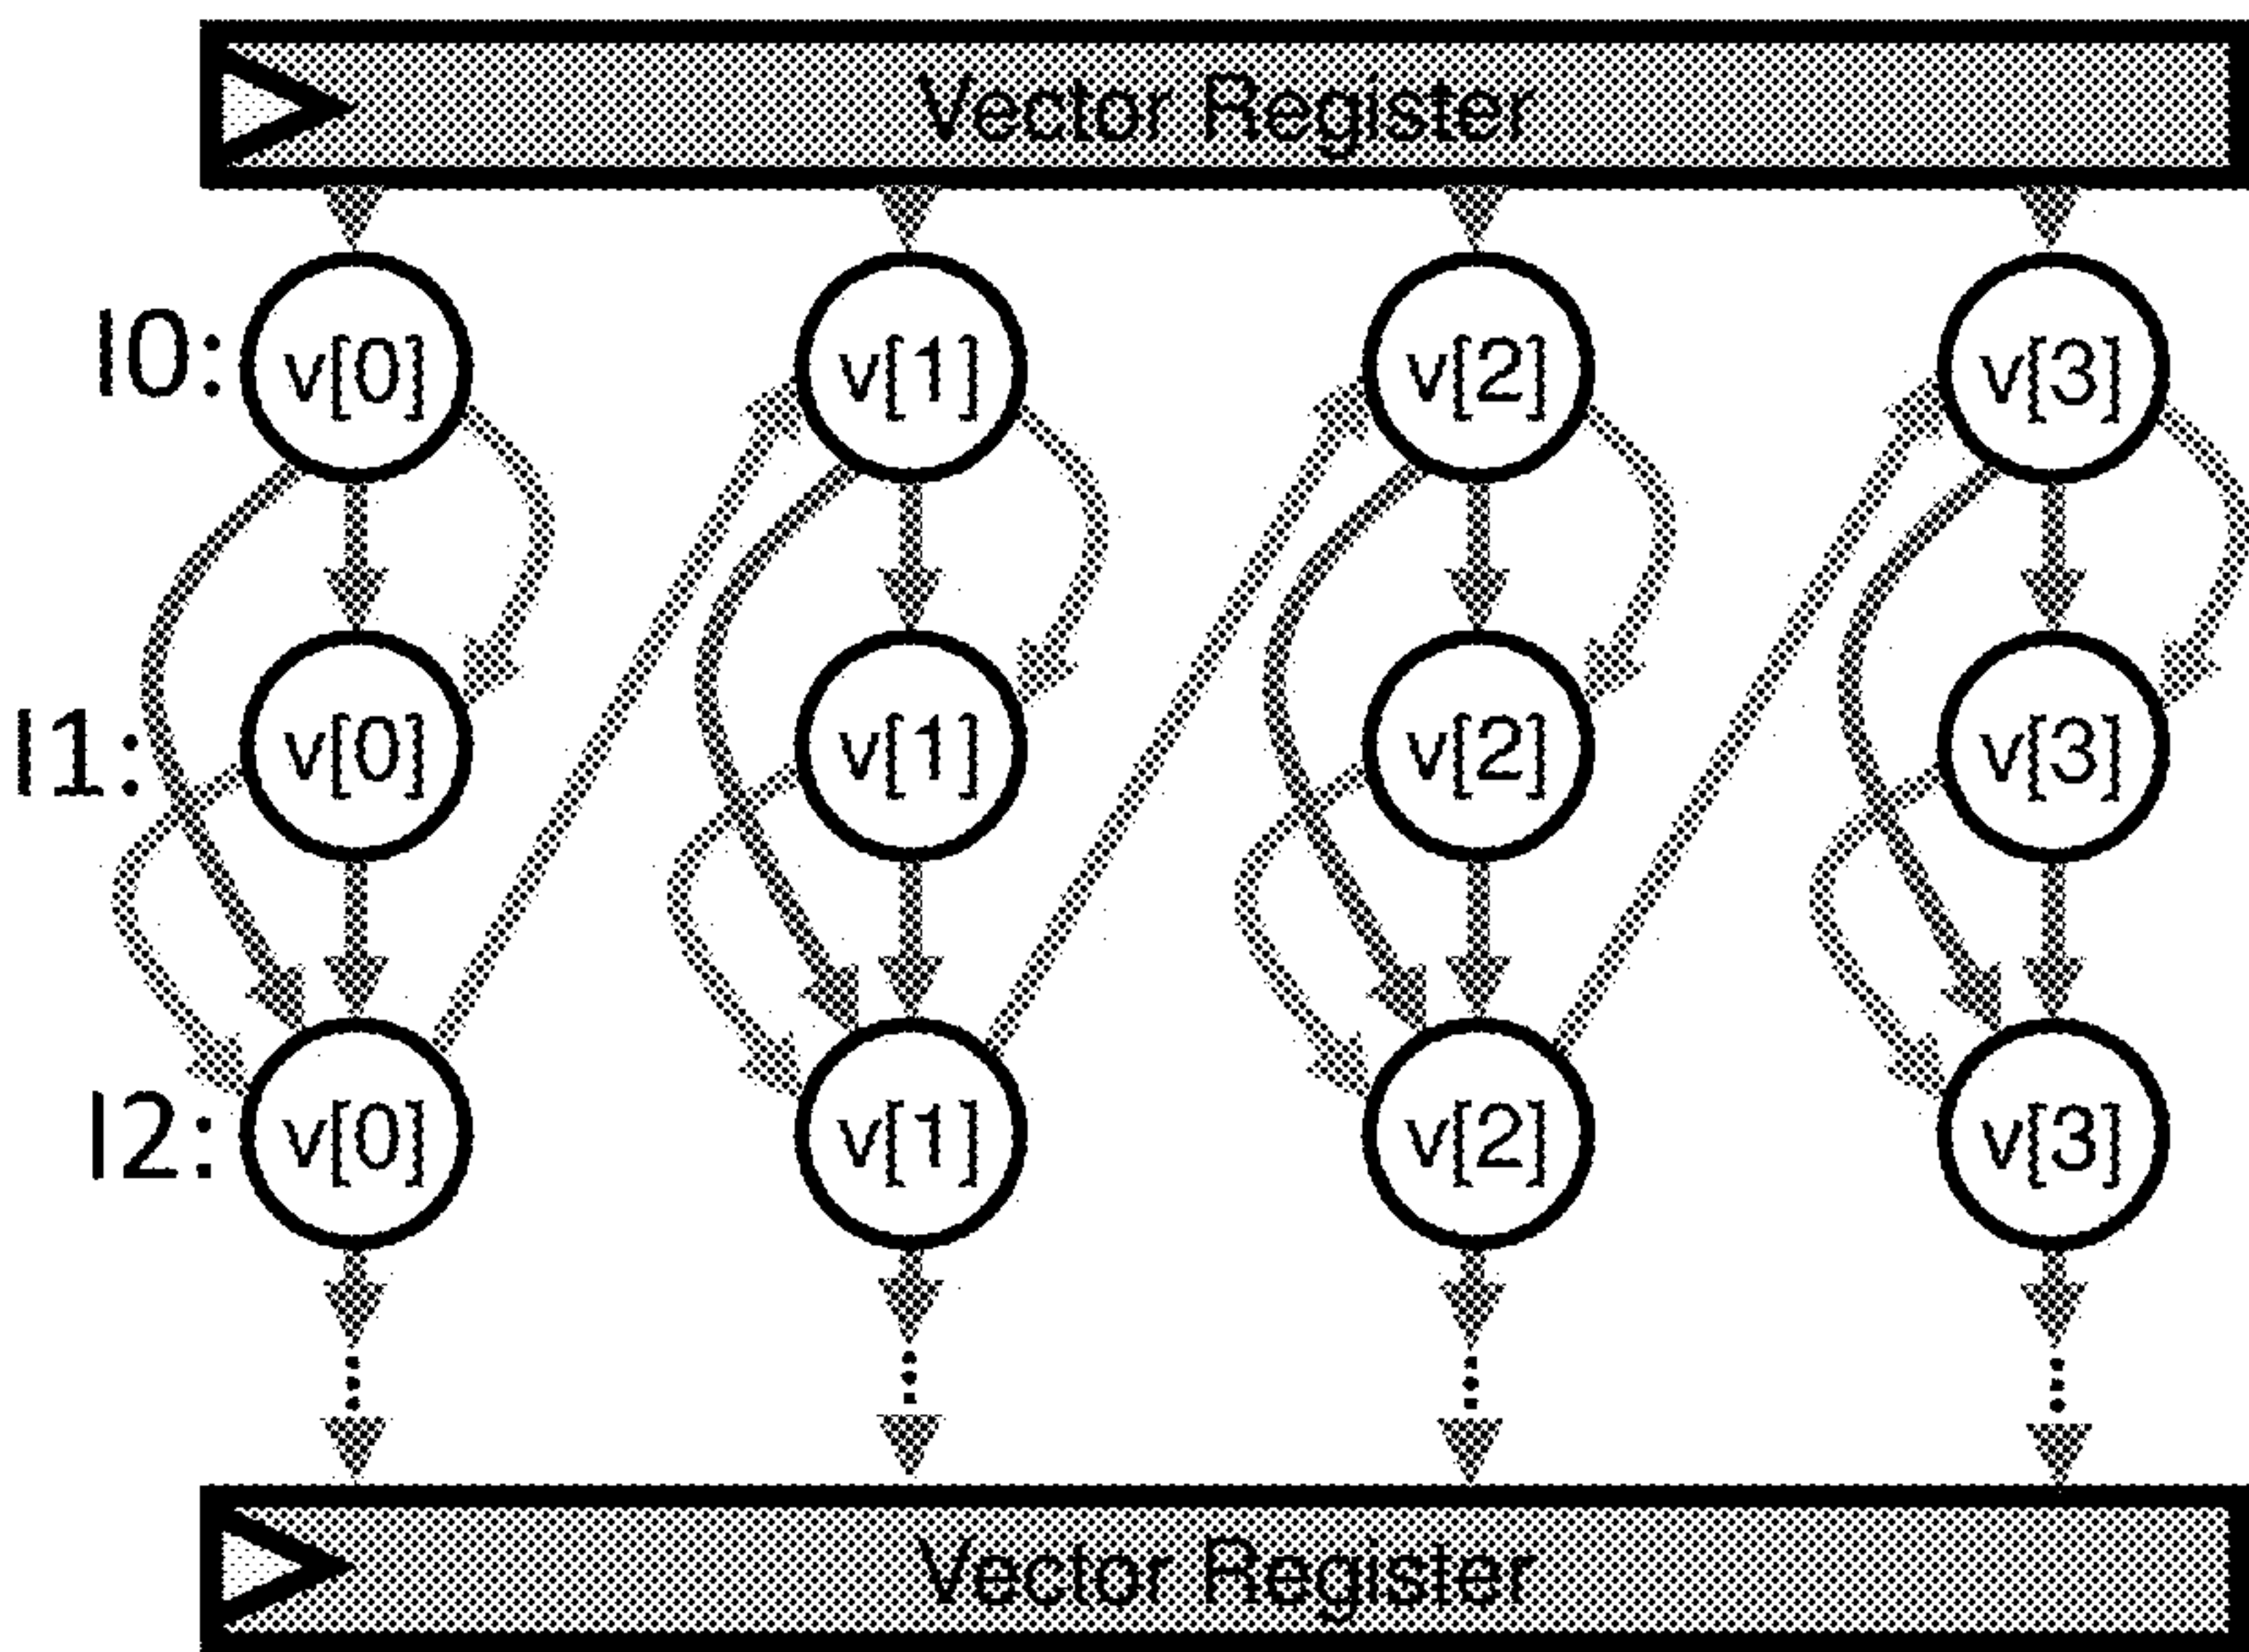 Vector Register
I0: v[0] v[1] v[2] v[3]
I1: v[0] v[1] v[2] v[3]
I2: v[0] v[1] v[2] v[3]
Vector Register